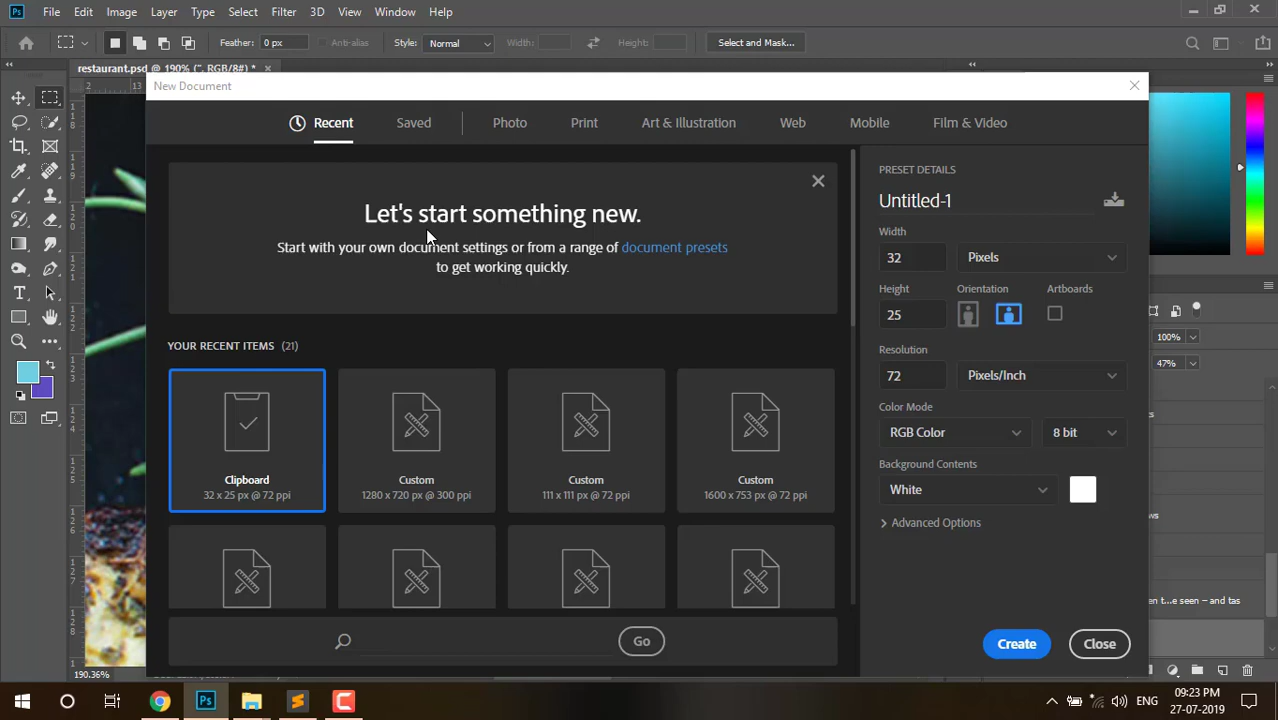 Ps File Edit Image Layer Type Select Filter 3D View Window Help
Feather: 0 px Anti-alias Style: Normal Width: Height: Select and Mask...
restaurant.psd @ 190% (", RGB/8#) *
New Document
Recent Saved Photo Print Art & Illustration Web Mobile Film & Video
Let's start something new.
Start with your own document settings or from a range of document presets
to get working quickly.
YOUR RECENT ITEMS (21)
Clipboard
32 x 25 px @ 72 ppi
Custom
1280 x 720 px @ 300 ppi
Custom
111 x 111 px @ 72 ppi
Custom
1600 x 753 px @ 72 ppi
Go
PRESET DETAILS
Untitled-1
Width
32 Pixels
Height Orientation Artboards
25
Resolution
72 Pixels/Inch
Color Mode
RGB Color 8 bit
Background Contents
White
Advanced Options
Create Close
100%
47%
en t...e seen – and tas
190.36%
Ps
ENG
09:23 PM
27-07-2019